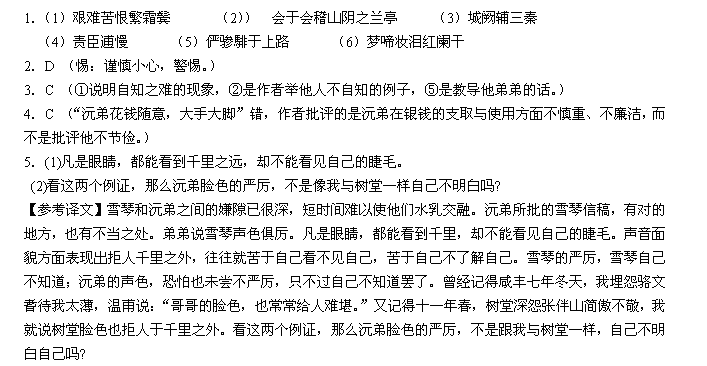 1．（1）艰难苦恨繁霜鬓　（2）） 会于会稽山阴之兰亭　（3）城阙辅三秦
（4）责臣逋慢　（5）俨骖騑于上路　（6）梦啼妆泪红阑干
2．D （惕：谨慎小心，警惕。）
3．C （①说明自知之难的现象，②是作者举他人不自知的例子，⑤是教导他弟弟的话。）
4．C （“沅弟花钱随意，大手大脚”错，作者批评的是沅弟在银钱的支取与使用方面不慎重、不廉洁，而
不是批评他不节俭。）
5．(1)凡是眼睛，都能看到千里之远，却不能看见自己的睫毛。
(2)看这两个例证，那么沅弟脸色的严厉，不是像我与树堂一样自己不明白吗？
【参考译文】雪琴和沅弟之间的嫌隙已很深，短时间难以使他们水乳交融。沅弟所批的雪琴信稿，有对的
地方，也有不当之处。弟弟说雪琴声色俱厉。凡是眼睛，都能看到千里，却不能看见自己的睫毛。声音面
貌方面表现出拒人千里之外，往往就苦于自己看不见自己，苦于自己不了解自己。雪琴的严厉，雪琴自己
不知道；沅弟的声色，恐怕也未尝不严厉，只不过自己不知道罢了。曾经记得咸丰七年冬天，我埋怨骆文
耆待我太薄，温甫说：“哥哥的脸色，也常常给人难堪。”又记得十一年春，树堂深怨张伴山简傲不敬，我
就说树堂脸色也拒人于千里之外。看这两个例证，那么沅弟脸色的严厉，不是跟我与树堂一样，自己不明
白自己吗？